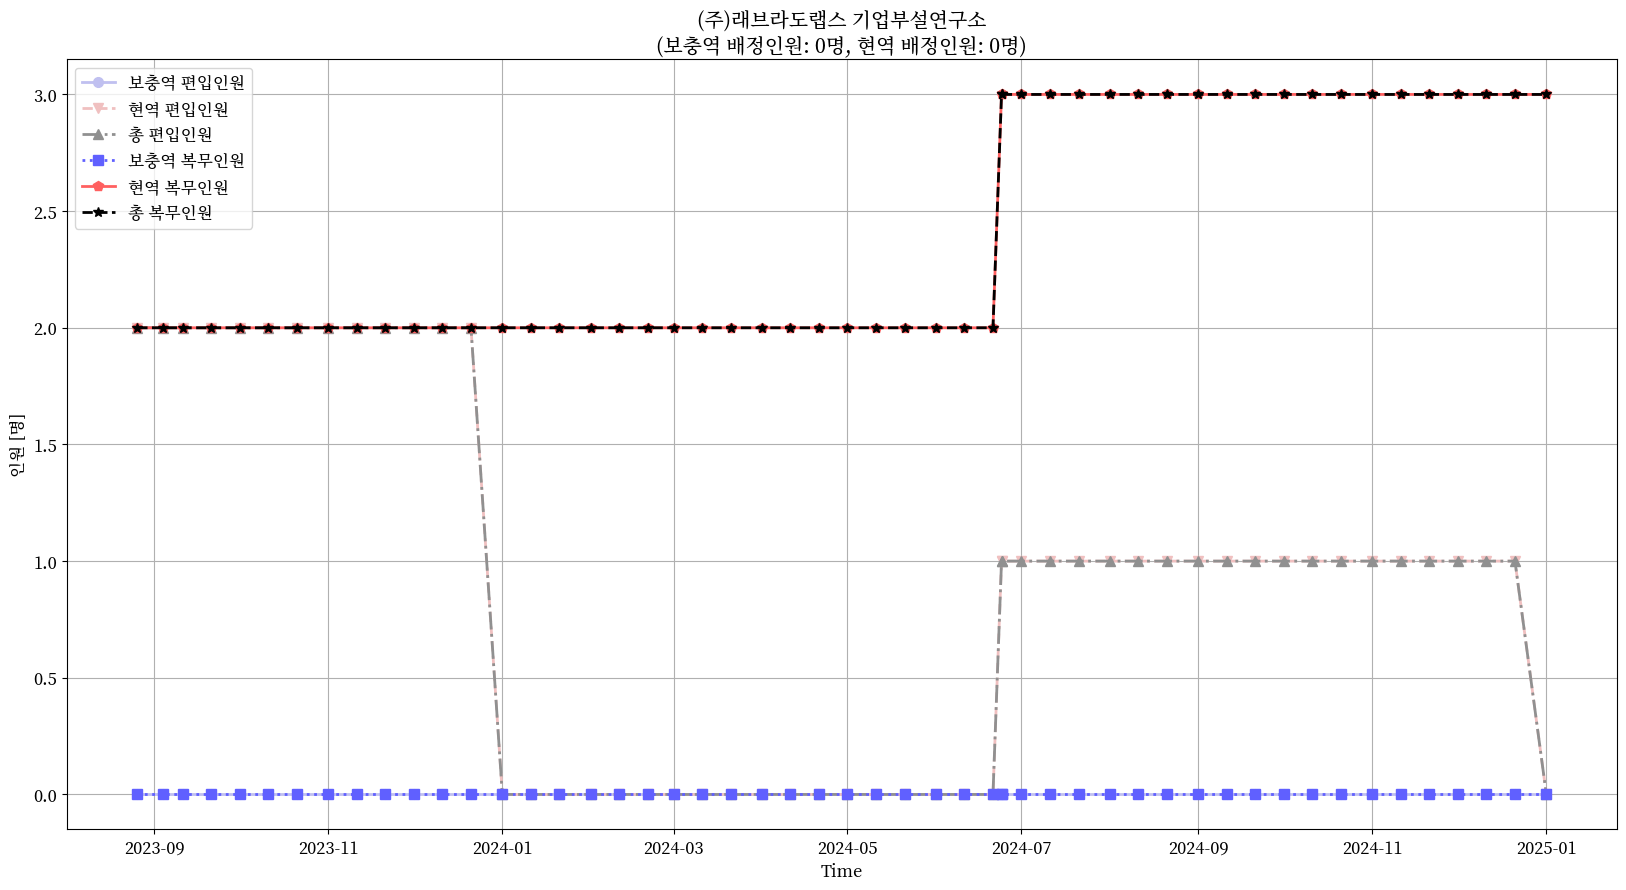 (주)래브라도랩스 기업부설연구소
(보충역 배정인원: 0명, 현역 배정인원: 0명)
보충역 편입인원
현역 편입인원
총 편입인원
보충역 복무인원
현역 복무인원
총 복무인원
인원 [명]
3.0
2.5
2.0
1.5
1.0
0.5
0.0
2023-09
2023-11
2024-01
2024-03
2024-05
2024-07
2024-09
2024-11
2025-01
Time